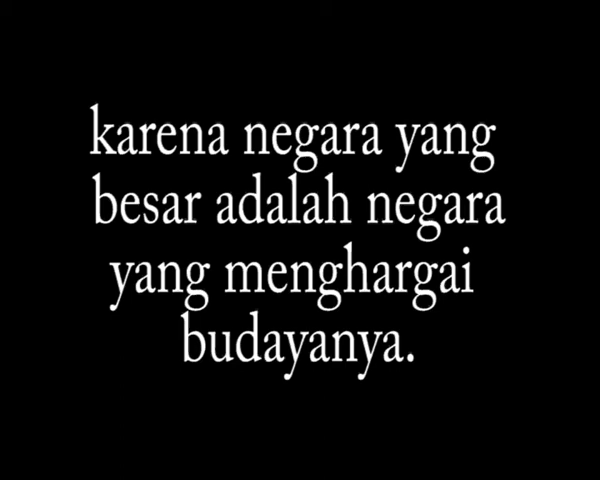 karena negara yang
besar adalah negara
yang menghargai
budayanya.